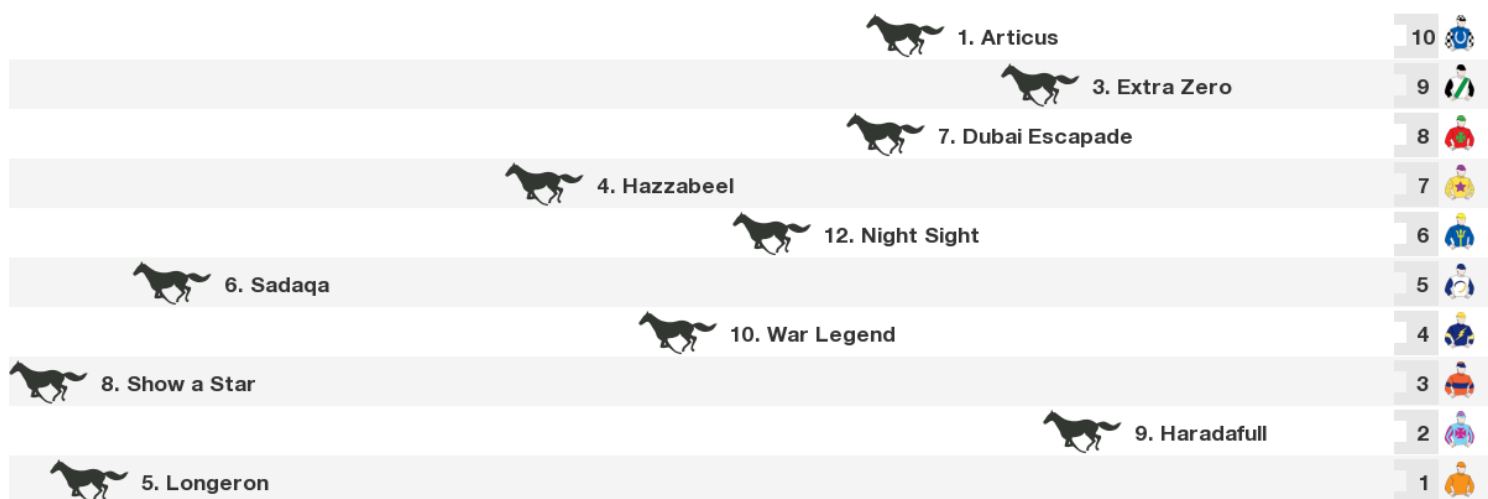 1. Articus 10
3. Extra Zero 9
7. Dubai Escapade 8
4. Hazzabeel 7
12. Night Sight 6
6. Sadaqa 5
10. War Legend 4
8. Show a Star 3
9. Haradafull 2
5. Longeron 1